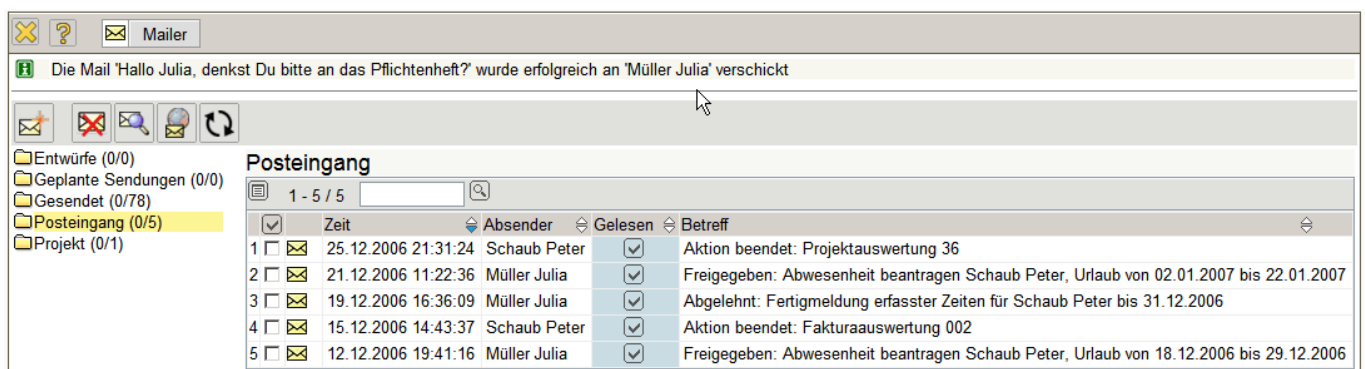 Mailer
Die Mail 'Hallo Julia, denkst Du bitte an das Pflichtenheft?' wurde erfolgreich an 'Müller Julia' verschickt
Entwürfe (0/0)
Geplante Sendungen (0/0)
Gesendet (0/78)
Posteingang (0/5)
Projekt (0/1)
Posteingang
1 - 5 / 5
Zeit Absender Gelesen Betreff
1 25.12.2006 21:31:24 Schaub Peter Aktion beendet: Projektauswertung 36
2 21.12.2006 11:22:36 Müller Julia Freigegeben: Abwesenheit beantragen Schaub Peter, Urlaub von 02.01.2007 bis 22.01.2007
3 19.12.2006 16:36:09 Müller Julia Abgelehnt: Fertigmeldung erfasster Zeiten für Schaub Peter bis 31.12.2006
4 15.12.2006 14:43:37 Schaub Peter Aktion beendet: Fakturaauswertung 002
5 12.12.2006 19:41:16 Müller Julia Freigegeben: Abwesenheit beantragen Schaub Peter, Urlaub von 18.12.2006 bis 29.12.2006